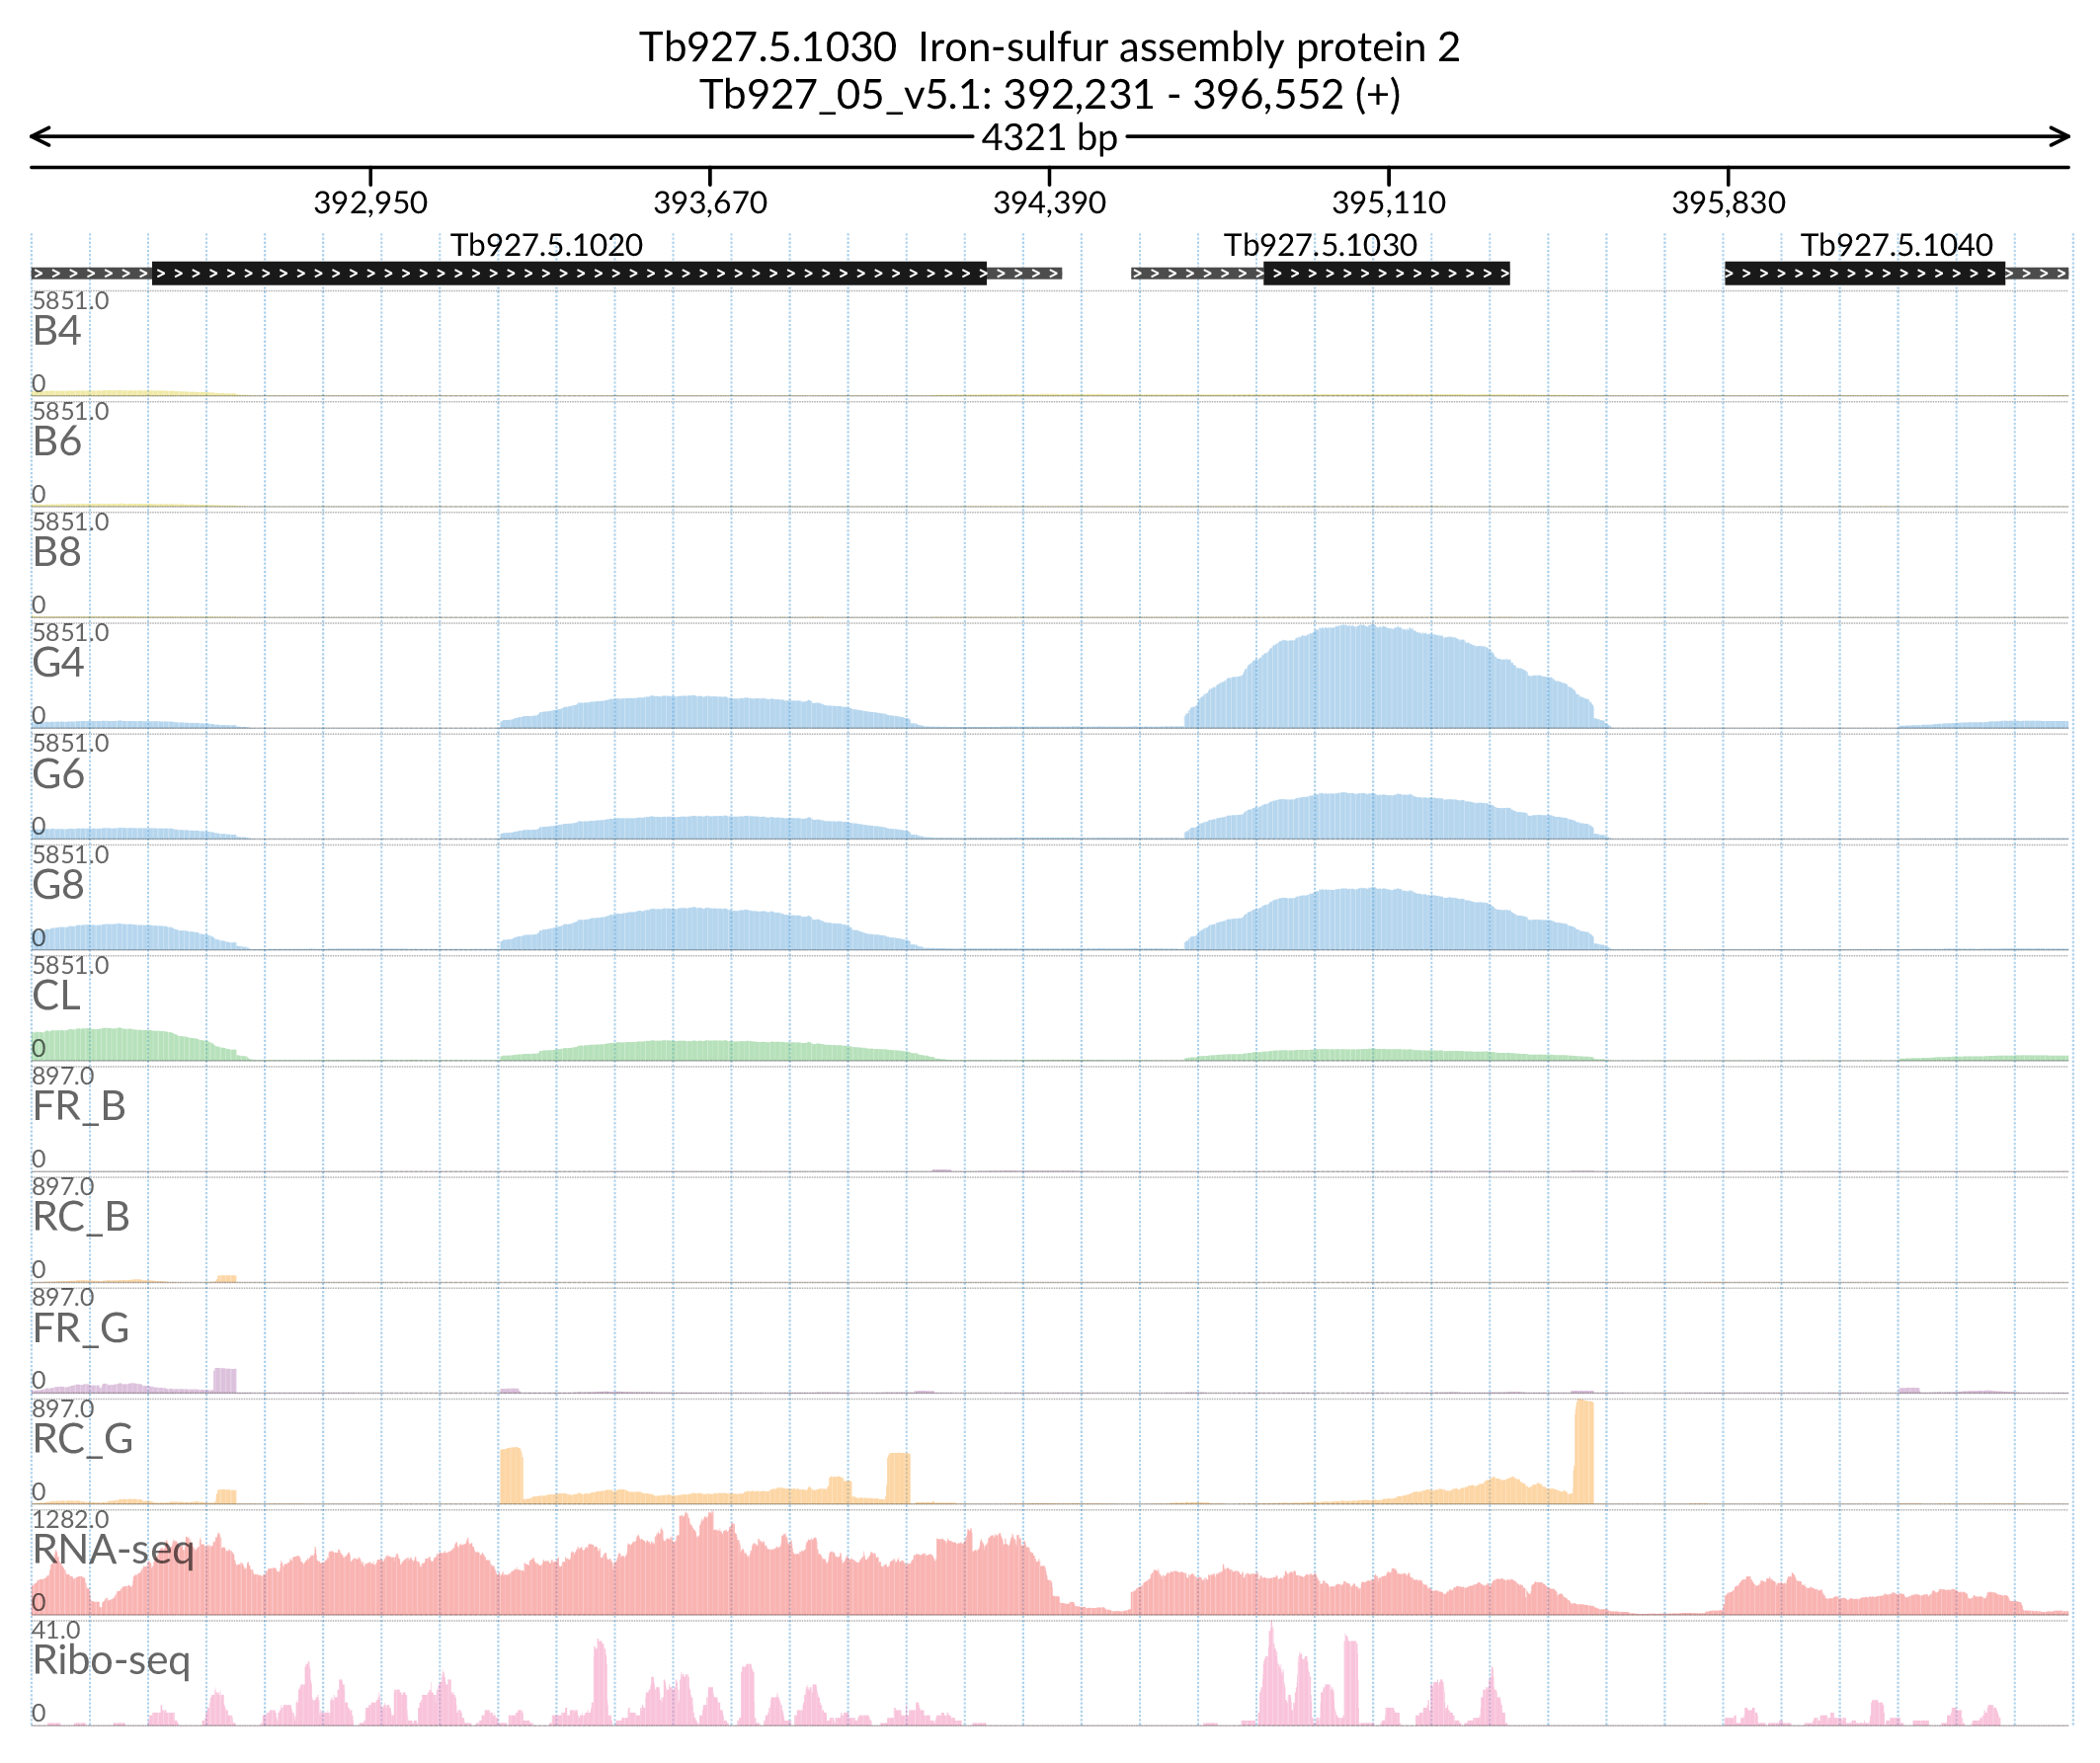 Tb927.5.1030 Iron-sulfur assembly protein 2
Tb927_05_v5.1: 392,231 - 396,552 (+)
4321 bp
392,950 393,670 394,390 395,110 395,830
Tb927.5.1020 Tb927.5.1030 Tb927.5.1040
5851.0
B4
0
5851.0
B6
0
5851.0
B8
0
5851.0
G4
0
5851.0
G6
0
5851.0
G8
0
5851.0
CL
0
897.0
FR_B
0
897.0
RC_B
0
897.0
FR_G
0
897.0
RC_G
0
1282.0
RNA-seq
0
41.0
Ribo-seq
0